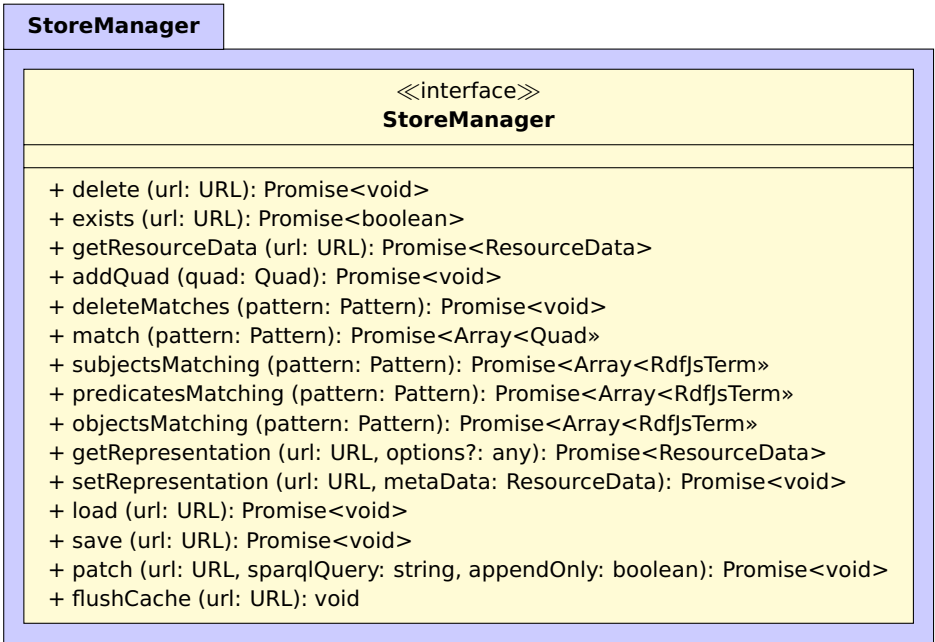 StoreManager
≪interface≫
StoreManager
+ delete (url: URL): Promise<void>
+ exists (url: URL): Promise<boolean>
+ getResourceData (url: URL): Promise<ResourceData>
+ addQuad (quad: Quad): Promise<void>
+ deleteMatches (pattern: Pattern): Promise<void>
+ match (pattern: Pattern): Promise<Array<Quad»
+ subjectsMatching (pattern: Pattern): Promise<Array<RdfJsTerm»
+ predicatesMatching (pattern: Pattern): Promise<Array<RdfJsTerm»
+ objectsMatching (pattern: Pattern): Promise<Array<RdfJsTerm»
+ getRepresentation (url: URL, options?: any): Promise<ResourceData>
+ setRepresentation (url: URL, metaData: ResourceData): Promise<void>
+ load (url: URL): Promise<void>
+ save (url: URL): Promise<void>
+ patch (url: URL, sparqlQuery: string, appendOnly: boolean): Promise<void>
+ flushCache (url: URL): void